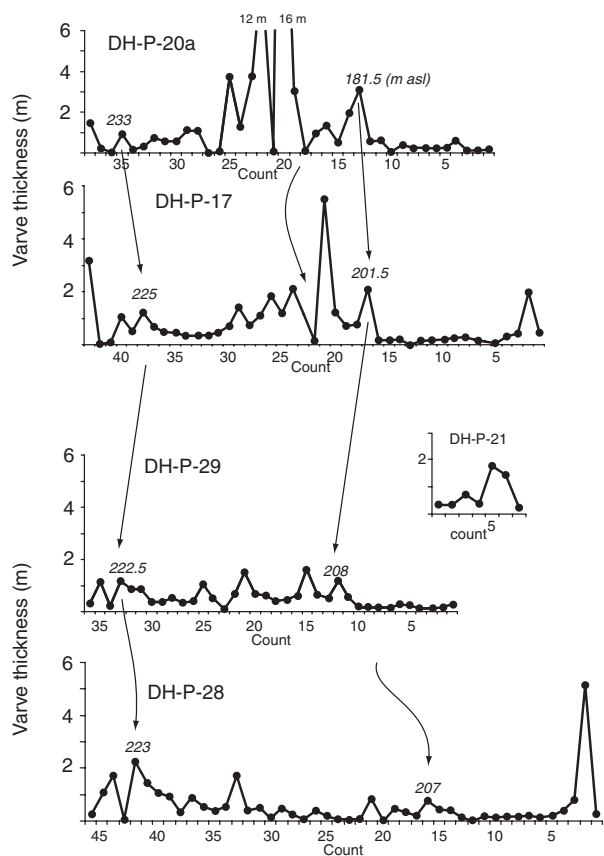 12 m 16 m
6
DH-P-20a
4
181.5 (m asl)
233
2
35 30 25 20 15 10 5
Count
Varve thickness (m)
6
DH-P-17
4
225
201.5
2
40 35 30 25 20 15 10 5
Count
6
DH-P-29
4
2
222.5
208
35 30 25 20 15 10 5
Count
DH-P-21
2
5
count
Varve thickness (m)
6
DH-P-28
4
223
2
207
45 40 35 30 25 20 15 10 5
Count